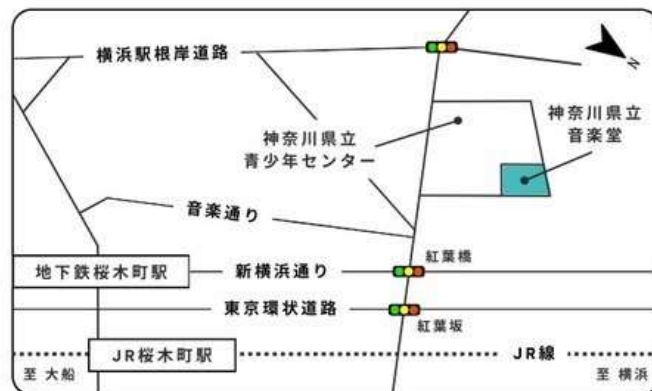 横浜駅根岸道路
N
神奈川県立
音楽堂
神奈川県立
青少年センター
音楽通り
紅葉橋
地下鉄桜木町駅
新横浜通り
東京環状道路
紅葉坂
JR桜木町駅
JR線
至 大船
至 横浜